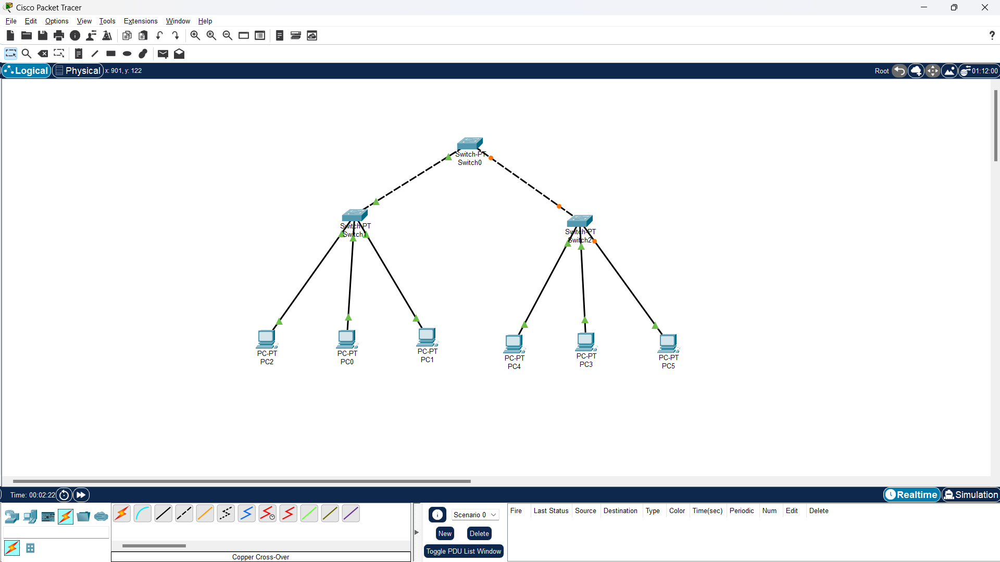 Cisco Packet Tracer
File Edit Options View Tools Extensions Window Help
?
Logical Physical x: 901, y: 122 Root 01:12:00
Switch-PT
Switch0
Switch-PT
Switch1
Switch-PT
Switch2
PC-PT
PC2
PC-PT
PC0
PC-PT
PC1
PC-PT
PC4
PC-PT
PC3
PC-PT
PC5
Time: 00:02:22 Realtime Simulation
Scenario 0
New Delete
Toggle PDU List Window
Fire Last Status Source Destination Type Color Time(sec) Periodic Num Edit Delete
Copper Cross-Over